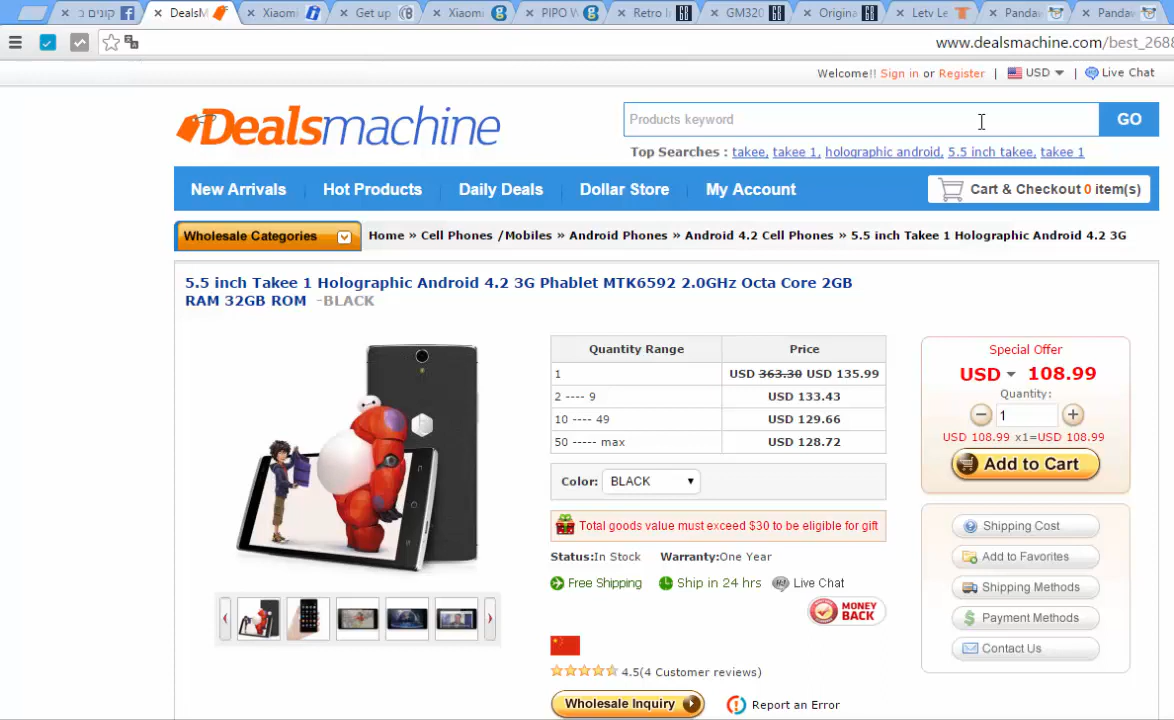 קונים ב
DealsM
Xiaomi
Get up
Xiaom
PIPO W
Retro I
GM320
Origina
Letv Le
Panda
Panda
www.dealsmachine.com/best_268
Welcome!! Sign in or Register | USD | Live Chat
Dealsmachine
Products keyword
GO
Top Searches : takee, takee 1, holographic android, 5.5 inch takee, takee 1
New Arrivals Hot Products Daily Deals Dollar Store My Account
Cart & Checkout 0 item(s)
Wholesale Categories
Home » Cell Phones /Mobiles » Android Phones » Android 4.2 Cell Phones » 5.5 inch Takee 1 Holographic Android 4.2 3G
5.5 inch Takee 1 Holographic Android 4.2 3G Phablet MTK6592 2.0GHz Octa Core 2GB
RAM 32GB ROM -BLACK
Quantity Range Price
1 USD 363.30 USD 135.99
2 ---- 9 USD 133.43
10 ---- 49 USD 129.66
50 ----- max USD 128.72
Color: BLACK
Total goods value must exceed $30 to be eligible for gift
Status:In Stock Warranty:One Year
Free Shipping Ship in 24 hrs Live Chat
MONEY
BACK
4.5(4 Customer reviews)
Wholesale Inquiry
Report an Error
Special Offer
USD 108.99
Quantity:
1
USD 108.99 x1=USD 108.99
Add to Cart
Shipping Cost
Add to Favorites
Shipping Methods
Payment Methods
Contact Us